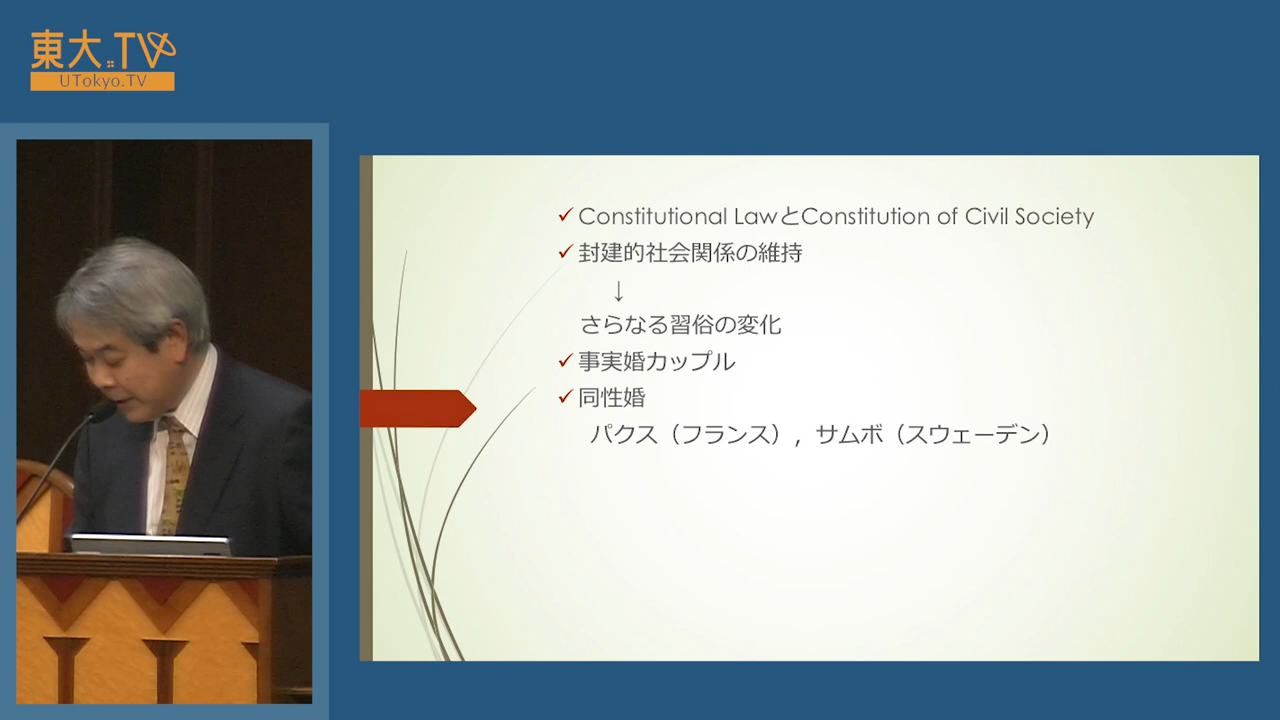 東大.TV
UTokyo.TV
Constitutional LawとConstitution of Civil Society
封建的社会関係の維持
↓
さらなる習俗の変化
事実婚カップル
同性婚
パクス（フランス），サムボ（スウェーデン）